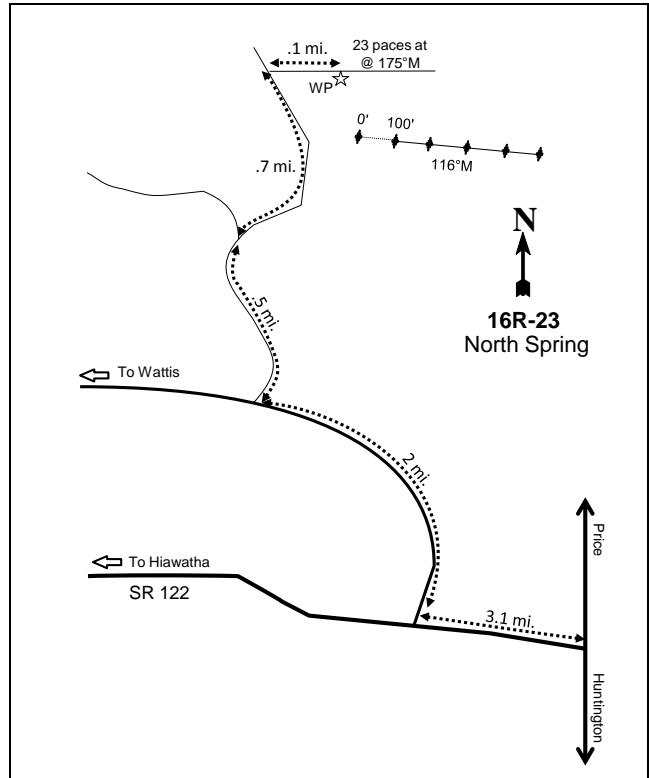 .1 mi.
23 paces at
@ 175°M
WP
0' 100'
116°M
.7 mi.
N
16R-23
North Spring
.5 mi.
To Wattis
2 mi.
Price
To Hiawatha
SR 122
3.1 mi.
Huntington